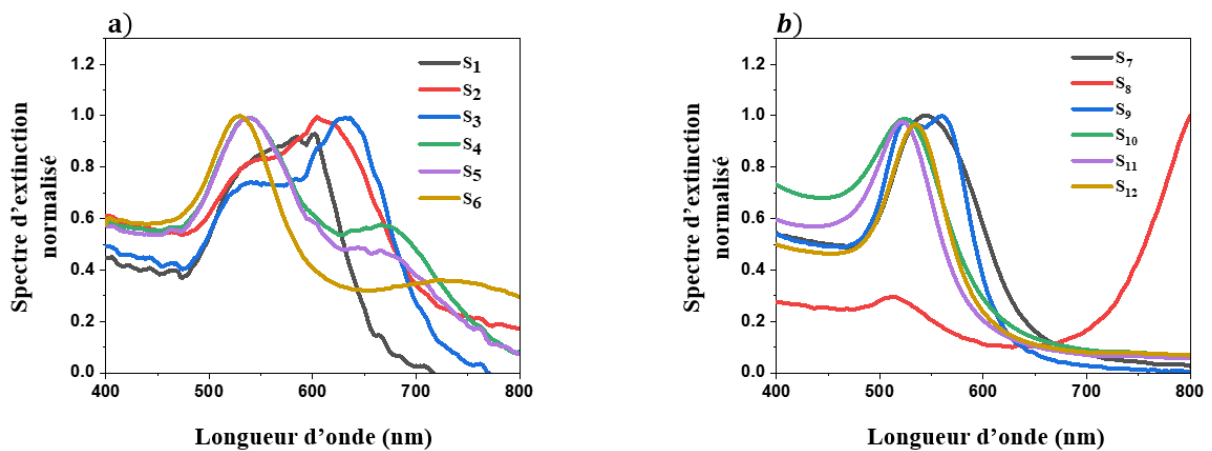 a)
Spectre d'extinction
normalisé
1.2
1.0
0.8
0.6
0.4
0.2
0.0
400
500
600
700
800
Longueur d'onde (nm)
S1
S2
S3
S4
S5
S6
b)
Spectre d'extinction
normalisé
1.2
1.0
0.8
0.6
0.4
0.2
0.0
400
500
600
700
800
Longueur d'onde (nm)
S7
S8
S9
S10
S11
S12